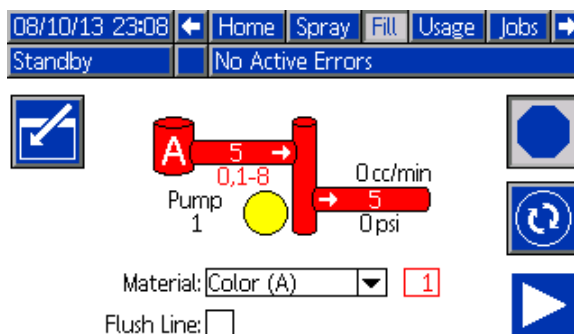 08/10/13 23:08 Home Spray Fill Usage Jobs
Standby No Active Errors
A 5
0,1-8
0 cc/min
Pump
1
5
0 psi
Material: Color (A) 1
Flush Line: